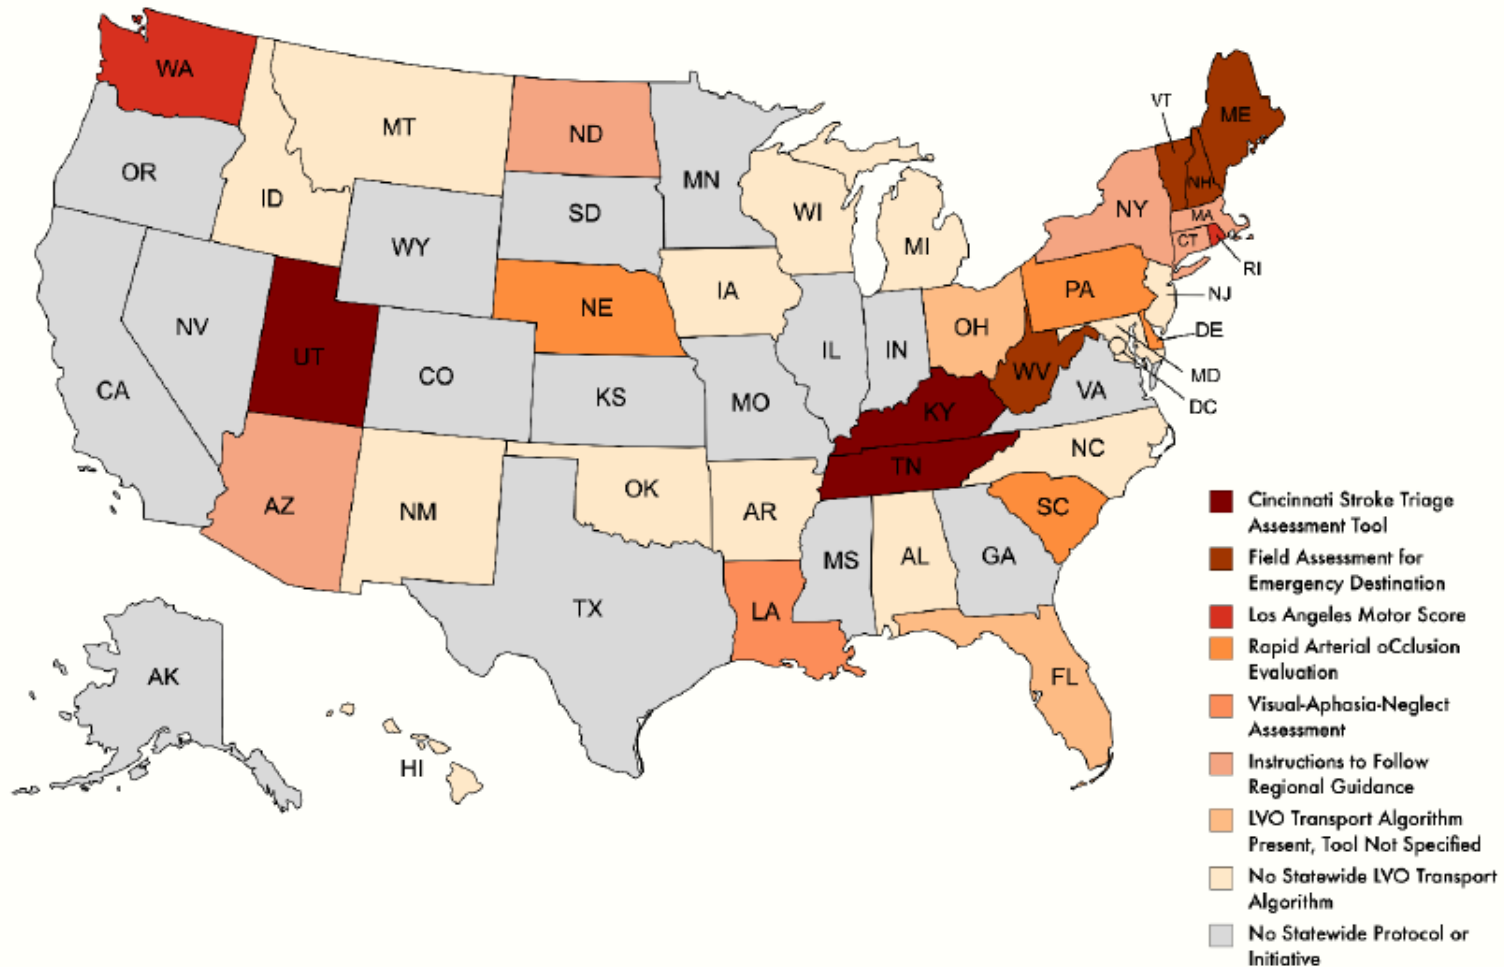 WA
MT
ND
OR
ID
MN
SD
WY
WI
MI
VT
ME
NH
NY
MA
CT
RI
NV
UT
CA
CO
NE
IA
KS
MO
IL
IN
OH
PA
NJ
DE
MD
DC
WV
VA
KY
TN
NC
SC
AZ
NM
OK
AR
TX
LA
MS
AL
GA
FL
AK
HI
Cincinnati Stroke Triage
Assessment Tool
Field Assessment for
Emergency Destination
Los Angeles Motor Score
Rapid Arterial oCclusion
Evaluation
Visual-Aphasia-Neglect
Assessment
Instructions to Follow
Regional Guidance
LVO Transport Algorithm
Present, Tool Not Specified
No Statewide LVO Transport
Algorithm
No Statewide Protocol or
Initiative